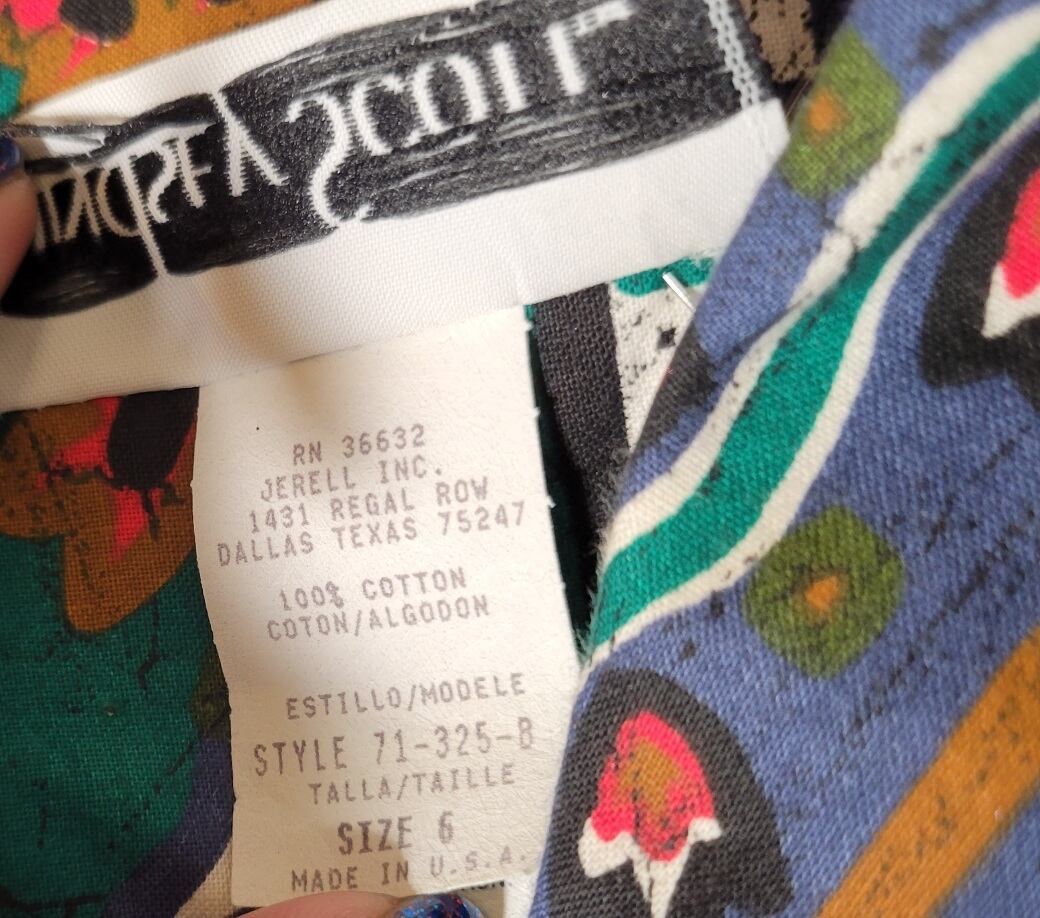 ANDREA SCOTT
RN 36632
JERELL INC.
1431 REGAL ROW
DALLAS TEXAS 75247
100% COTTON
COTON/ALGODON
ESTILLO/MODELE
STYLE 71-325-B
TALLA/TAILLE
SIZE 6
MADE IN U.S.A.